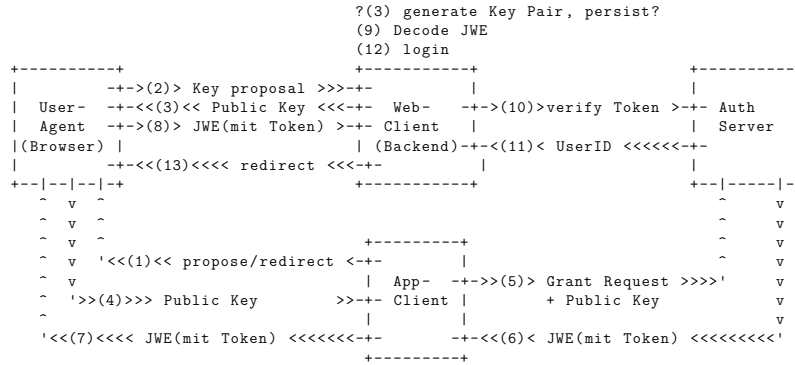 ?(3) generate Key Pair, persist?
(9) Decode JWE
(12) login
+----------+                       +-----------+                    +----------
|         -+->(2)> Key proposal >>>-+-          |                    |
|  User-  -+-<<(3)<< Public Key <<<-+-  Web-    -+->(10)>verify Token >-+- Auth
|  Agent  -+->(8)> JWE(mit Token) >-+- Client    |                    |  Server
|(Browser) |                       | (Backend)-+-<(11)< UserID <<<<<<-+-
|         -+-<<(13)<<<< redirect <<<-+-           |                    |
+--|--|--|-+                       +-----------+                    +--|-----|-
^  v  ^                                                            ^     v
^  v  ^                                                            ^     v
^  v  ^                         +---------+                        ^     v
^  v  '<<(1)<< propose/redirect <-+-        |                        ^     v
^  v                            |  App-  -+->>(5)> Grant Request >>>>'     v
^  '>>(4)>>> Public Key       >>-+- Client |       + Public Key            v
^                               |         |                              v
'<<(7)<<<< JWE(mit Token) <<<<<<<-+-       -+-<<(6)< JWE(mit Token) <<<<<<<<<'
+---------+